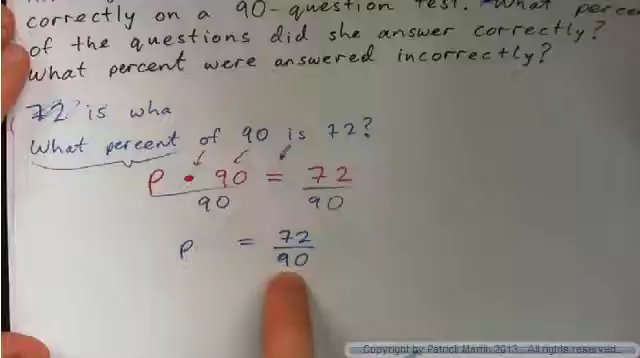 correctly on a 90-question test. What perce
of the questions did she answer correctly?
What percent were answered incorrectly?
72 is wha
What percent of 90 is 72?
P • 90 = 72
90 90
P = 72
90
Copyright by Patrick Martin 2013 All rights reserved.